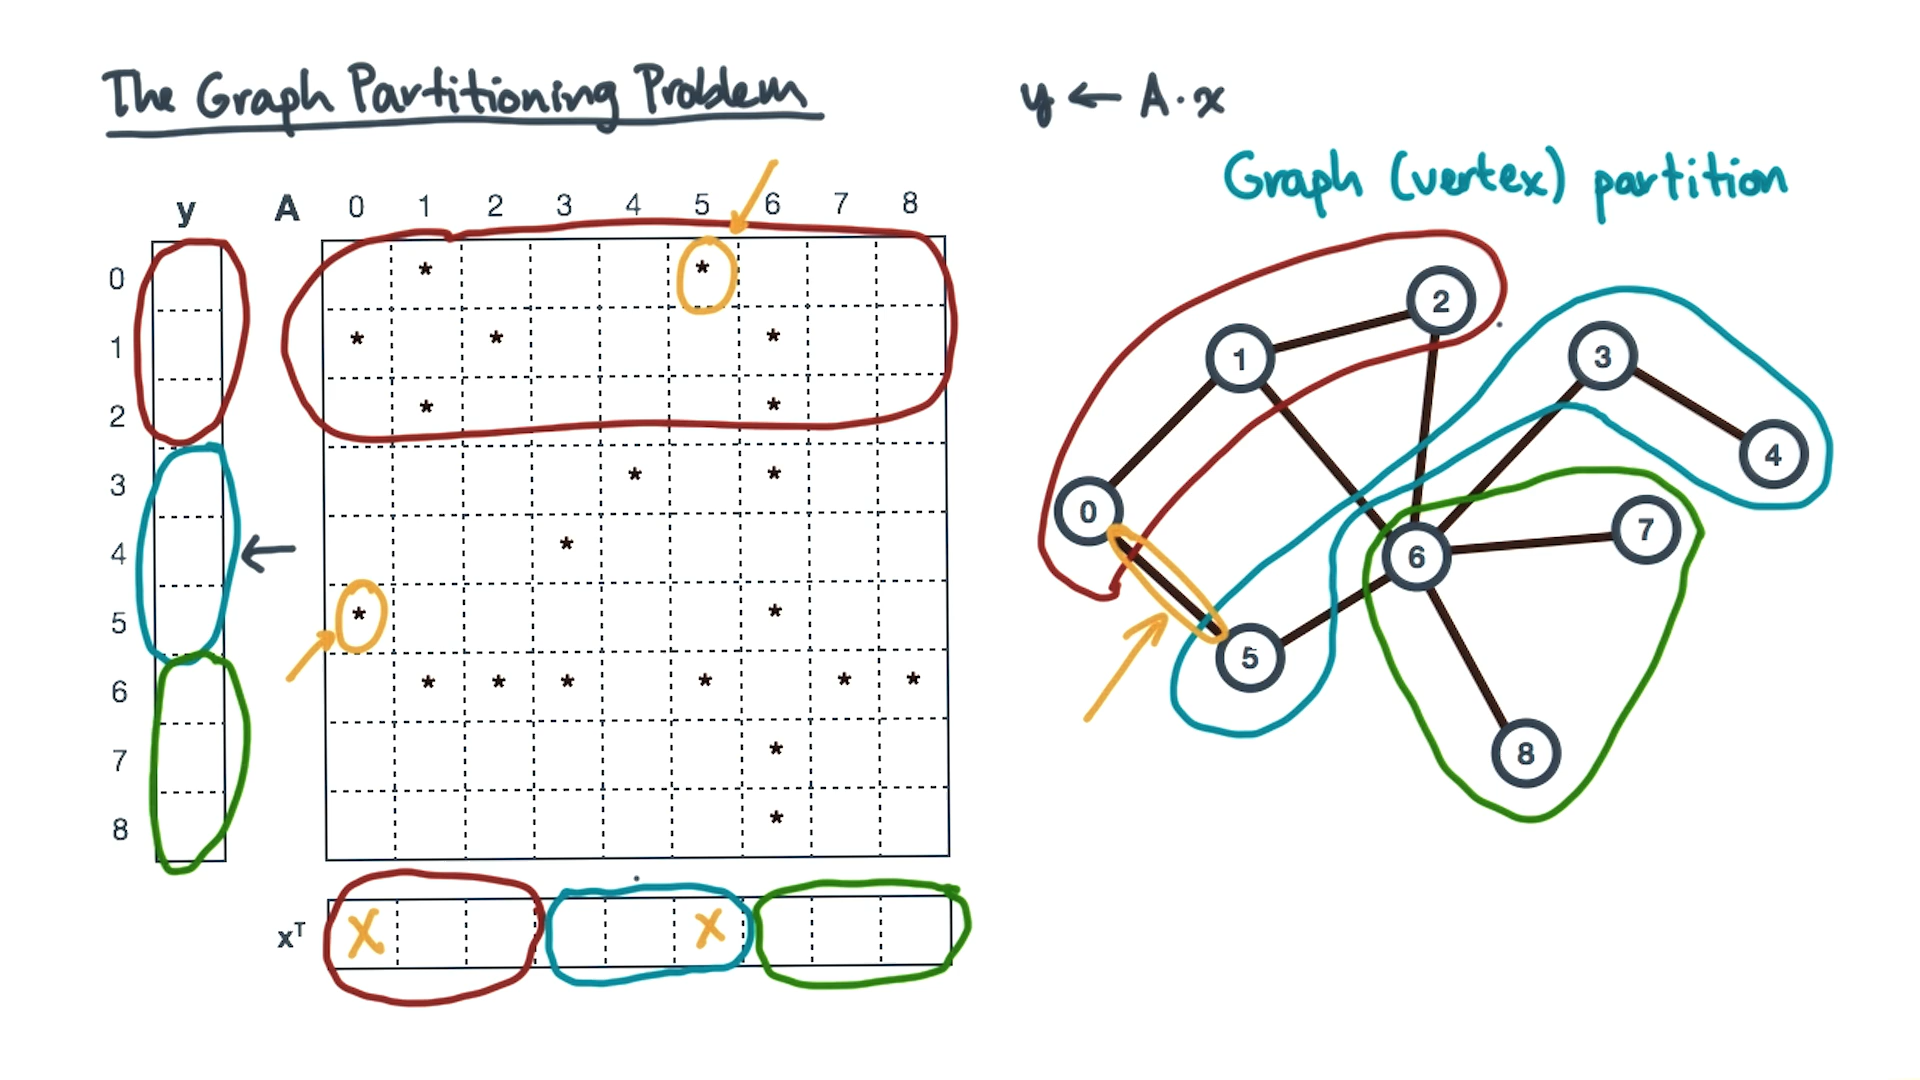 The Graph Partitioning Problem
y ← A · x
Graph (vertex) partition
y A 0 1 2 3 4 5 6 7 8
0 * *
1 * * *
2 * *
3 * *
4 *
5 * *
6 * * * * * *
7 *
8 *
xᵀ X X
2
1
3
4
0
7
6
5
8